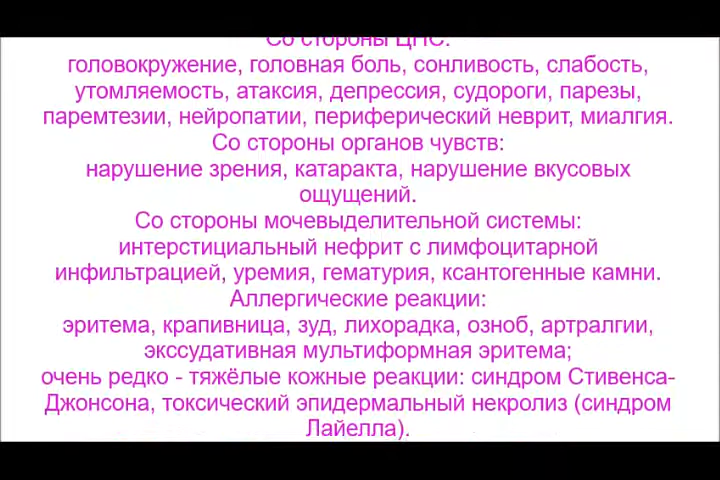 Со стороны ЦНС:
головокружение, головная боль, сонливость, слабость,
утомляемость, атаксия, депрессия, судороги, парезы,
паремтезии, нейропатии, периферический неврит, миалгия.
Со стороны органов чувств:
нарушение зрения, катаракта, нарушение вкусовых
ощущений.
Со стороны мочевыделительной системы:
интерстициальный нефрит с лимфоцитарной
инфильтрацией, уремия, гематурия, ксантогенные камни.
Аллергические реакции:
эритема, крапивница, зуд, лихорадка, озноб, артралгии,
экссудативная мультиформная эритема;
очень редко - тяжёлые кожные реакции: синдром Стивенса-
Джонсона, токсический эпидермальный некролиз (синдром
Лайелла).